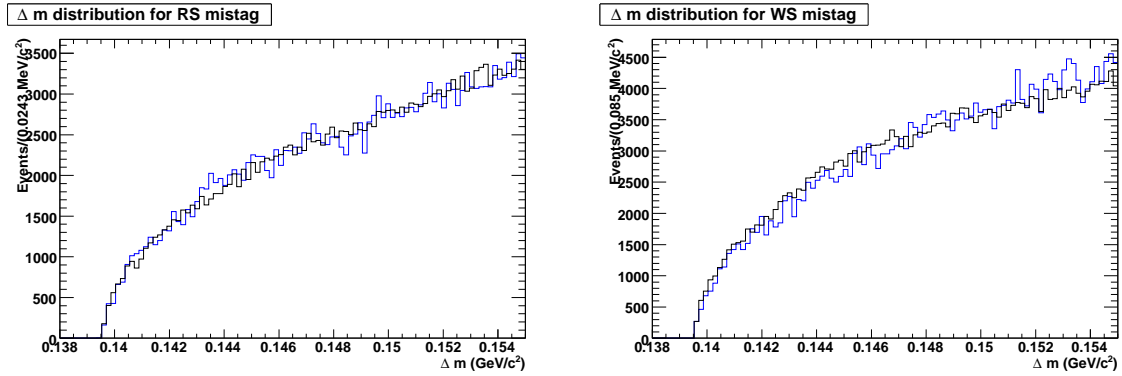 Δ m distribution for RS mistag
Events/(0.0243 MeV/c²)
3500
3000
2500
2000
1500
1000
500
0
0.138 0.14 0.142 0.144 0.146 0.148 0.15 0.152 0.154
Δ m (GeV/c²)
Δ m distribution for WS mistag
Events/(0.085 MeV/c²)
4500
4000
3500
3000
2500
2000
1500
1000
500
0
0.138 0.14 0.142 0.144 0.146 0.148 0.15 0.152 0.154
Δ m (GeV/c²)